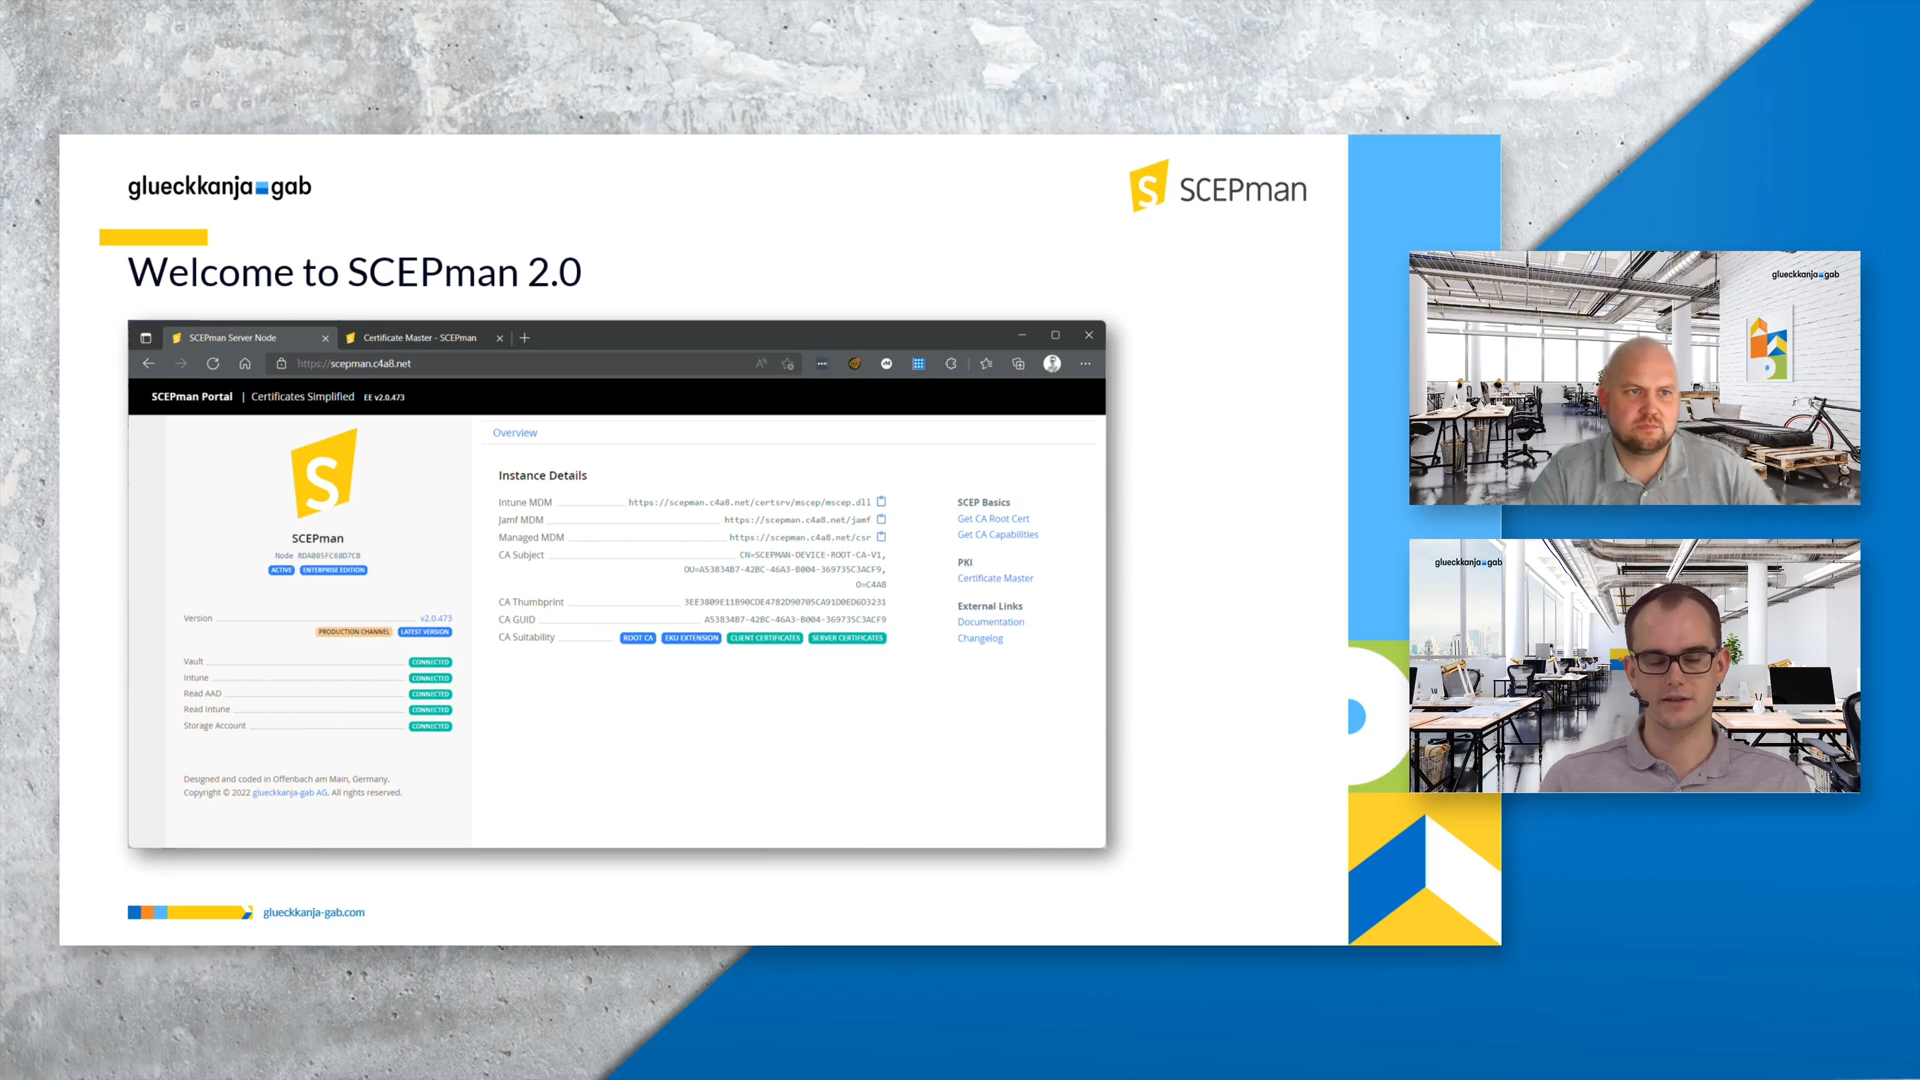 glueckkanja-gab
SCEPman
Welcome to SCEPman 2.0
SCEPman Server Node
Certificate Master - SCEPman
https://scepman.c4a8.net
SCEPman Portal | Certificates Simplified EE v2.0.473
SCEPman
Node RDA085FC68D7CB
ACTIVE ENTERPRISE EDITION
Version v2.0.473
PRODUCTION CHANNEL LATEST VERSION
Vault CONNECTED
Intune CONNECTED
Read AAD CONNECTED
Read Intune CONNECTED
Storage Account CONNECTED
Designed and coded in Offenbach am Main, Germany.
Copyright © 2022 glueckkanja-gab AG. All rights reserved.
Overview
Instance Details
Intune MDM https://scepman.c4a8.net/certsrv/mscep/mscep.dll
Jamf MDM https://scepman.c4a8.net/jamf
Managed MDM https://scepman.c4a8.net/csr
CA Subject CN=SCEPMAN-DEVICE-ROOT-CA-V1,
OU=A53834B7-42BC-46A3-B004-369735C3ACF9,
O=C4A8
CA Thumbprint 3EE3809E11B90CDE4782D90705CA91D0ED6D3231
CA GUID A53834B7-42BC-46A3-B004-369735C3ACF9
CA Suitability ROOT CA EKU EXTENSION CLIENT CERTIFICATES SERVER CERTIFICATES
SCEP Basics
Get CA Root Cert
Get CA Capabilities
PKI
Certificate Master
External Links
Documentation
Changelog
glueckkanja-gab.com
glueckkanja-gab
glueckkanja-gab